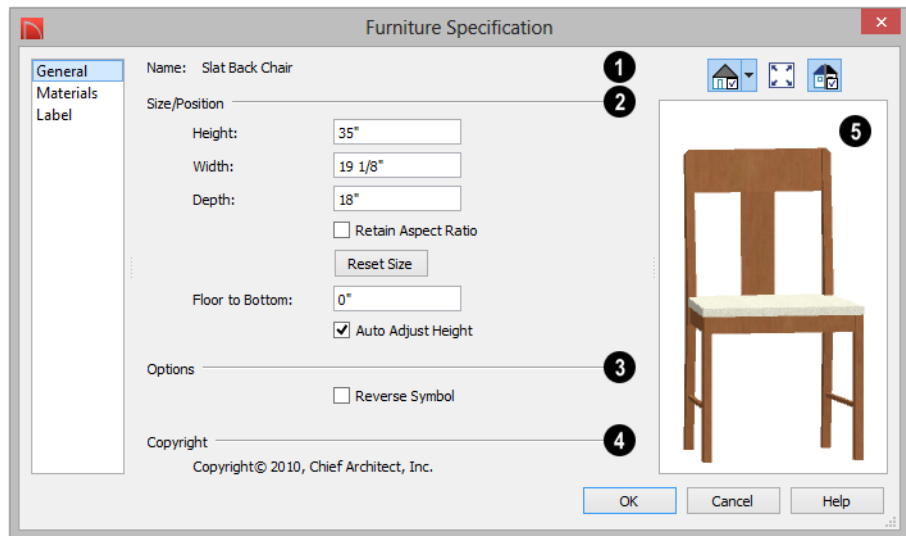 Furniture Specification
×
General
Materials
Label
Name: Slat Back Chair
1
Size/Position
2
Height: 35"
Width: 19 1/8"
Depth: 18"
Retain Aspect Ratio
Reset Size
Floor to Bottom: 0"
Auto Adjust Height
Options
3
Reverse Symbol
Copyright
4
Copyright© 2010, Chief Architect, Inc.
5
OK Cancel Help